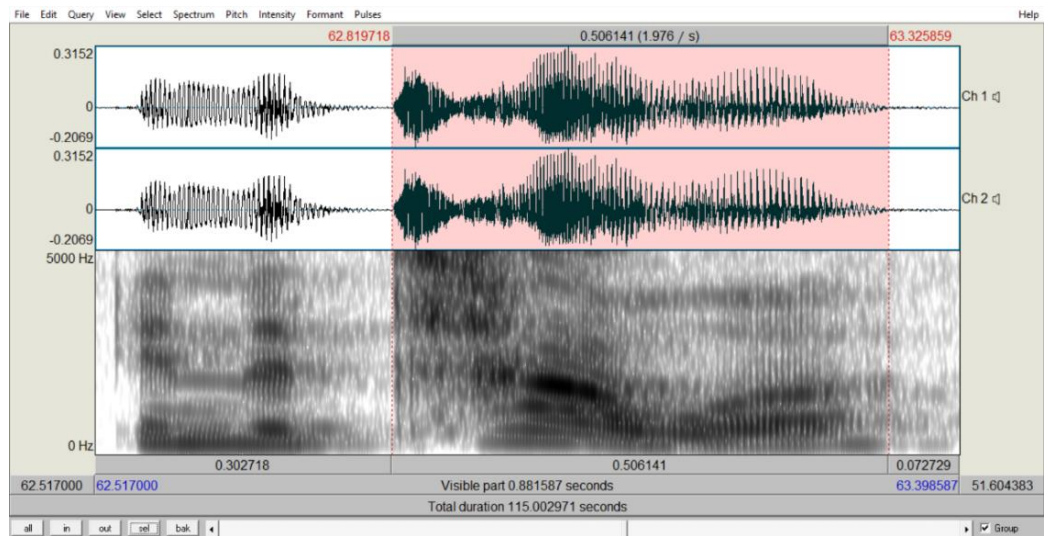 File Edit Query View Select Spectrum Pitch Intensity Formant Pulses Help
62.819718 0.506141 (1.976 / s) 63.325859
0.3152
0
-0.2069
Ch 1
0.3152
0
-0.2069
Ch 2
5000 Hz
0 Hz
0.302718 0.506141 0.072729
62.517000 62.517000 Visible part 0.881587 seconds 63.398587 51.604383
Total duration 115.002971 seconds
all in out sel bak Group